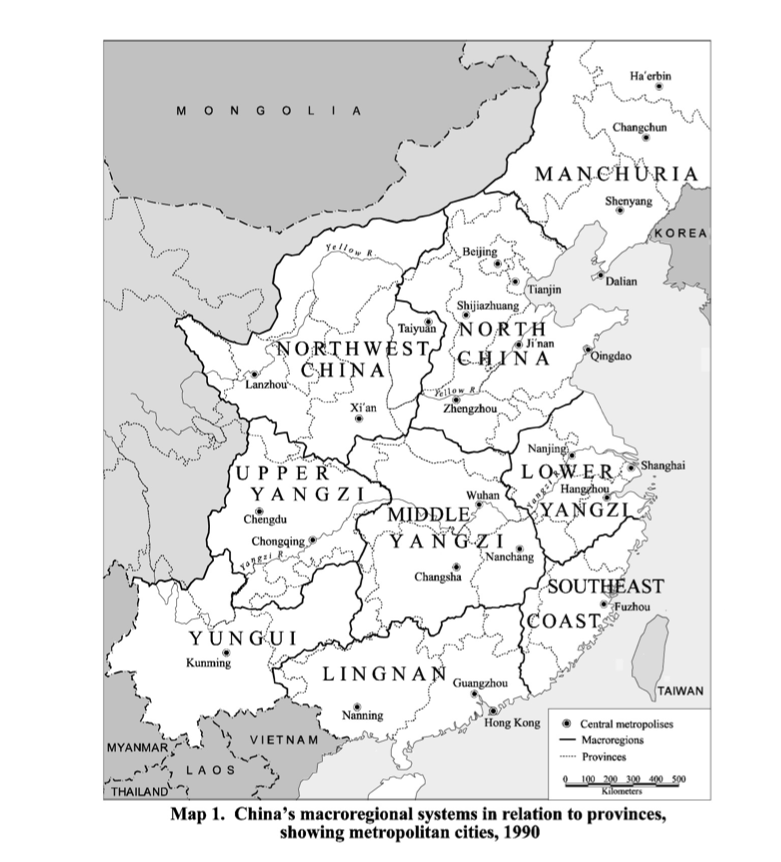 MONGOLIA
Ha'erbin
Changchun
MANCHURIA
Shenyang
KOREA
Yellow R.
Beijing
Dalian
Tianjin
Shijiazhuang
Taiyuan
NORTH
CHINA
Ji'nan
Qingdao
NORTHWEST
CHINA
Lanzhou
Yellow R.
Zhengzhou
Xi'an
Nanjing
Shanghai
LOWER
YANGZI
Hangzhou
Yangzi
UPPER
YANGZI
Wuhan
Chengdu
MIDDLE
YANGZI
Chongqing
Yangzi R.
Nanchang
Changsha
SOUTHEAST
COAST
Fuzhou
YUNGUI
Kunming
LINGNAN
Guangzhou
TAIWAN
Nanning
Hong Kong
VIETNAM
MYANMAR
LAOS
THAILAND
Central metropolises
Macroregions
Provinces
0 100 200 300 400 500
Kilometers
Map 1. China's macroregional systems in relation to provinces,
showing metropolitan cities, 1990